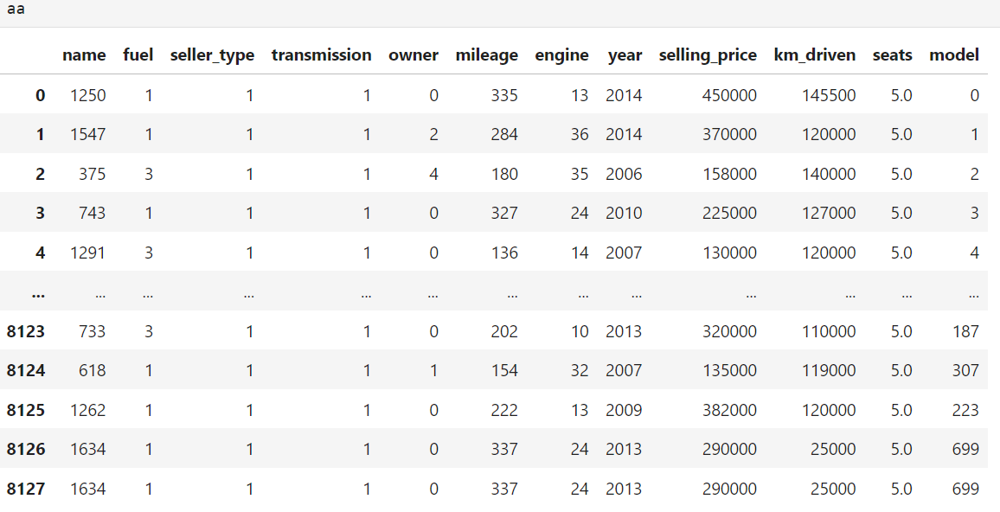 aa
name fuel seller_type transmission owner mileage engine year selling_price km_driven seats model
0 1250 1 1 1 0 335 13 2014 450000 145500 5.0 0
1 1547 1 1 1 2 284 36 2014 370000 120000 5.0 1
2 375 3 1 1 4 180 35 2006 158000 140000 5.0 2
3 743 1 1 1 0 327 24 2010 225000 127000 5.0 3
4 1291 3 1 1 0 136 14 2007 130000 120000 5.0 4
... ... ... ... ... ... ... ... ... ... ... ... ...
8123 733 3 1 1 0 202 10 2013 320000 110000 5.0 187
8124 618 1 1 1 1 154 32 2007 135000 119000 5.0 307
8125 1262 1 1 1 0 222 13 2009 382000 120000 5.0 223
8126 1634 1 1 1 0 337 24 2013 290000 25000 5.0 699
8127 1634 1 1 1 0 337 24 2013 290000 25000 5.0 699